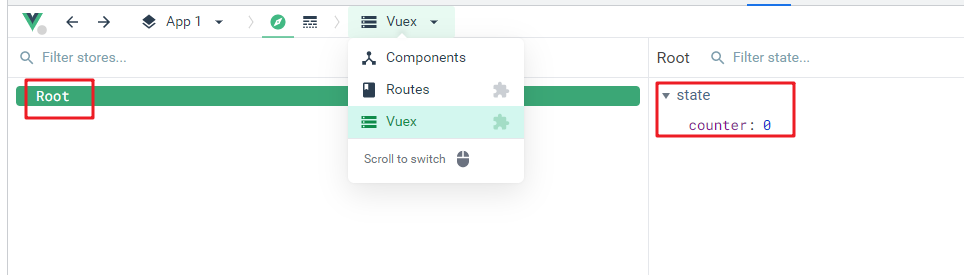 App 1
Vuex
Filter stores...
Components
Routes
Vuex
Scroll to switch
Root
Root
Filter state...
state
counter: 0